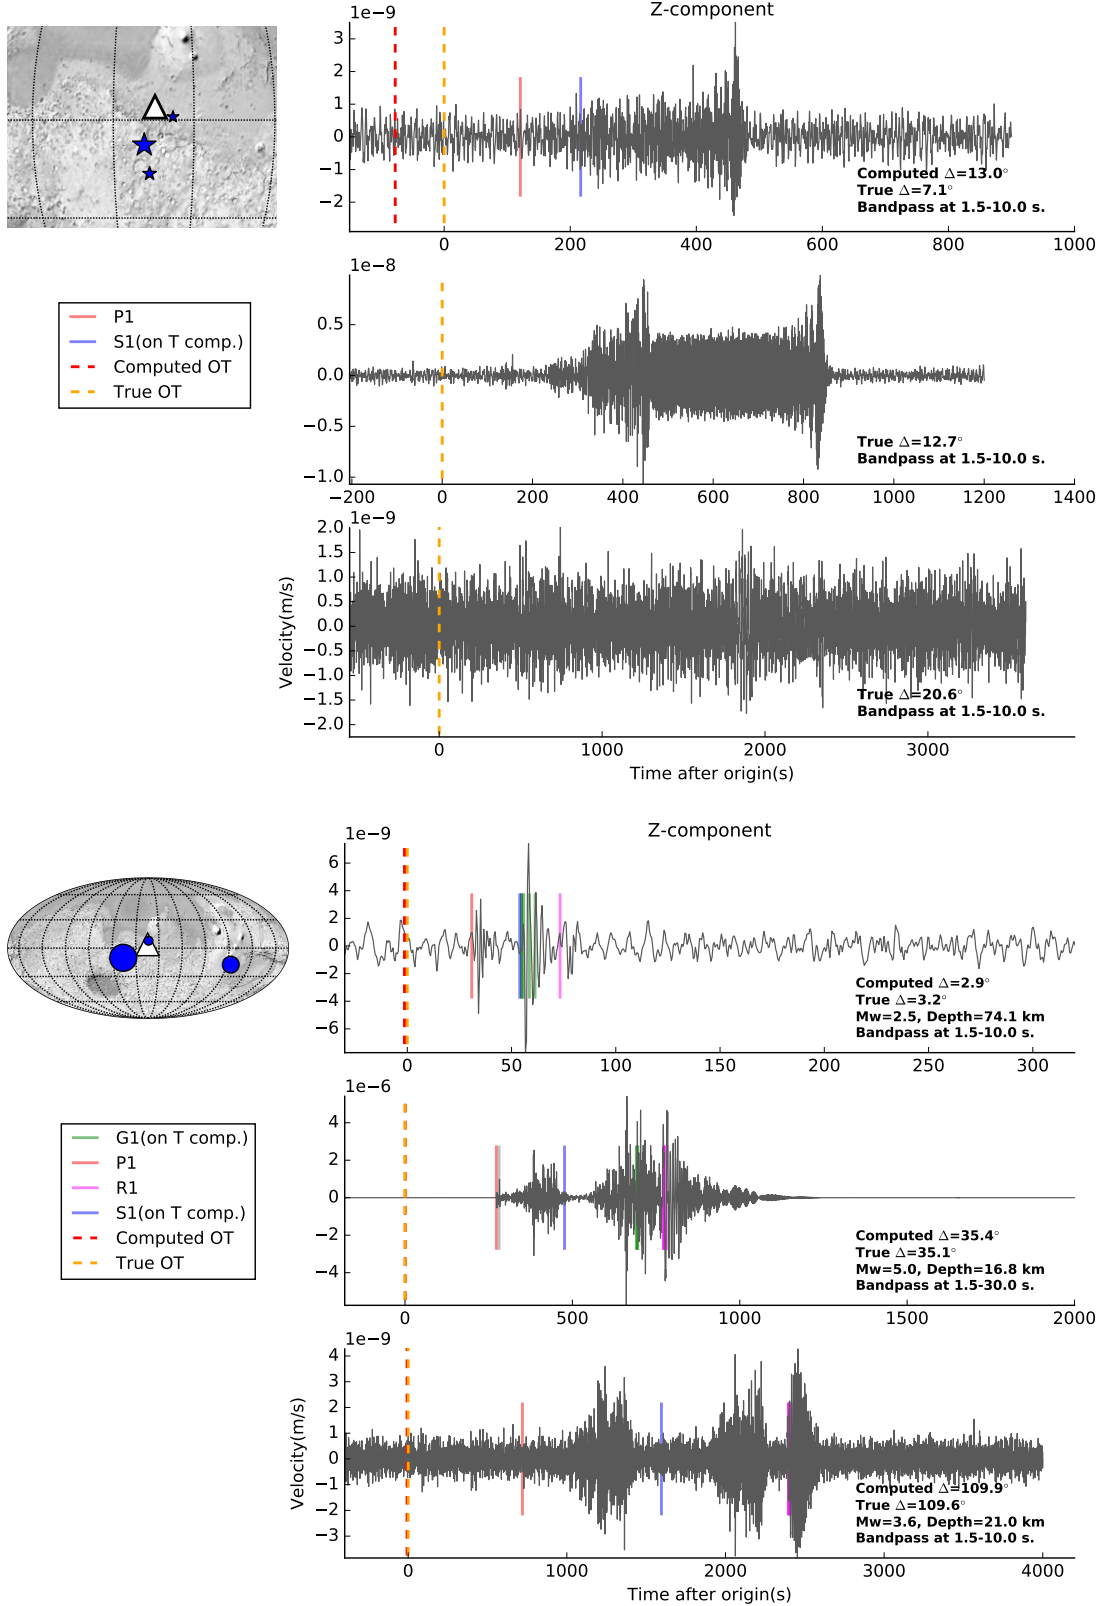 Z-component
1e−9
3
2
1
0
−1
−2
Computed Δ=13.0°
True Δ=7.1°
Bandpass at 1.5-10.0 s.
0 200 400 600 800 1000
P1
S1(on T comp.)
Computed OT
True OT
1e−8
0.5
0.0
−0.5
−1.0
True Δ=12.7°
Bandpass at 1.5-10.0 s.
−200 0 200 400 600 800 1000 1200 1400
1e−9
2.0
1.5
1.0
0.5
0.0
−0.5
−1.0
−1.5
−2.0
Velocity(m/s)
True Δ=20.6°
Bandpass at 1.5-10.0 s.
0 1000 2000 3000
Time after origin(s)
Z-component
1e−9
6
4
2
0
−2
−4
−6
Computed Δ=2.9°
True Δ=3.2°
Mw=2.5, Depth=74.1 km
Bandpass at 1.5-10.0 s.
0 50 100 150 200 250 300
G1(on T comp.)
P1
R1
S1(on T comp.)
Computed OT
True OT
1e−6
4
2
0
−2
−4
Computed Δ=35.4°
True Δ=35.1°
Mw=5.0, Depth=16.8 km
Bandpass at 1.5-30.0 s.
0 500 1000 1500 2000
1e−9
4
3
2
1
0
−1
−2
−3
Velocity(m/s)
Computed Δ=109.9°
True Δ=109.6°
Mw=3.6, Depth=21.0 km
Bandpass at 1.5-10.0 s.
0 1000 2000 3000 4000
Time after origin(s)